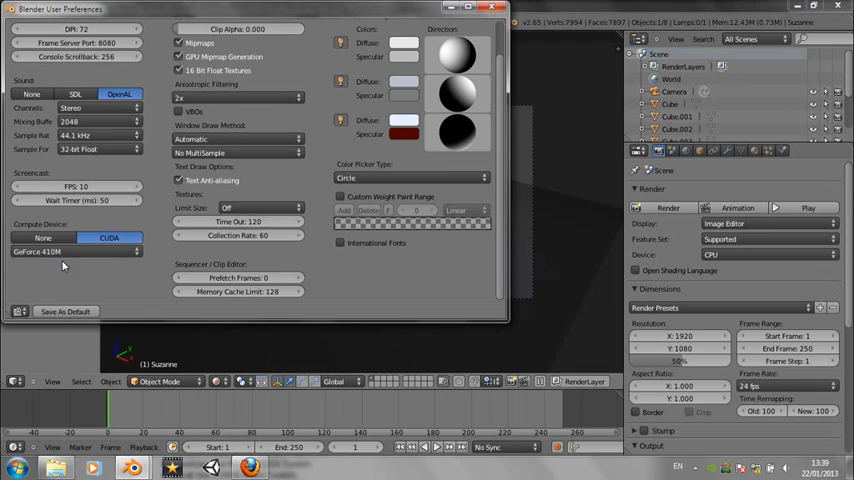 Blender User Preferences
DPI: 72
Frame Server Port: 8080
Console Scrollback: 256
Sound:
None
SDL
OpenAL
Channels:
Stereo
Mixing Buffe
2048
Sample Rat
44.1 kHz
Sample For
32-bit Float
Screencast:
FPS: 10
Wait Timer (ms): 50
Compute Device:
None
CUDA
GeForce 410M
Save As Default
Clip Alpha: 0.000
Mipmaps
GPU Mipmap Generation
16 Bit Float Textures
Anisotropic Filtering
2x
VBOs
Window Draw Method:
Automatic
No MultiSample
Text Draw Options:
Text Anti-aliasing
Textures:
Limit Size:
Off
Time Out: 120
Collection Rate: 60
Sequencer / Clip Editor:
Prefetch Frames: 0
Memory Cache Limit: 128
Colors:
Direction:
Diffuse:
Specular
Diffuse:
Specular
Diffuse:
Specular
Color Picker Type:
Circle
Custom Weight Paint Range
Add
Delete
F
0
Linear
International Fonts
v2.65 | Verts:7994 | Faces:7897 | Objects:1/8 | Lamps:0/1 | Mem:12.43M (0.73M) | Suzanne
View
Search
All Scenes
Scene
RenderLayers
World
Camera
Cube
Cube.001
Cube.002
Scene
Render
Render
Animation
Play
Display:
Image Editor
Feature Set:
Supported
Device:
CPU
Open Shading Language
Dimensions
Render Presets
Resolution:
Frame Range:
X: 1920
Start Frame: 1
Y: 1080
End Frame: 250
50%
Frame Step: 1
Aspect Ratio:
Frame Rate:
X: 1.000
24 fps
Y: 1.000
Time Remapping:
Border
Crop
Old: 100
New: 100
Stamp
Output
(1) Suzanne
View
Select
Object
Object Mode
Global
RenderLayer
-40
-20
0
20
40
60
80
100
120
140
160
180
200
220
240
260
View
Marker
Frame
Playback
Start: 1
End: 250
1
No Sync
EN
13:39
22/01/2013